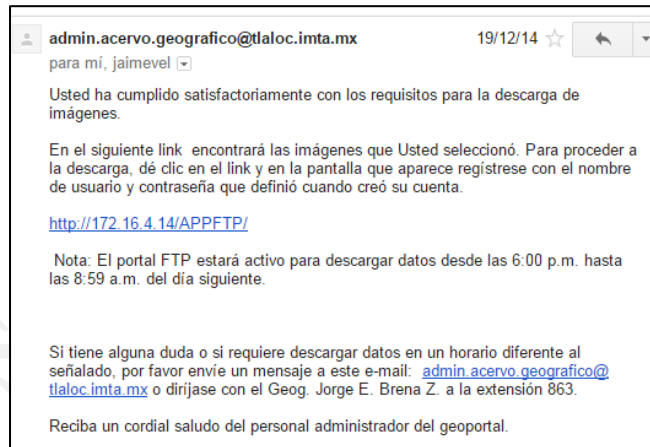 admin.acervo.geografico@tlaloc.imta.mx 19/12/14
para mí, jaimevel
Usted ha cumplido satisfactoriamente con los requisitos para la descarga de
imágenes.
En el siguiente link encontrará las imágenes que Usted seleccionó. Para proceder a
la descarga, dé clic en el link y en la pantalla que aparece regístrese con el nombre
de usuario y contraseña que definió cuando creó su cuenta.
http://172.16.4.14/APPFTP/
Nota: El portal FTP estará activo para descargar datos desde las 6:00 p.m. hasta
las 8:59 a.m. del día siguiente.
Si tiene alguna duda o si requiere descargar datos en un horario diferente al
señalado, por favor envíe un mensaje a este e-mail: admin.acervo.geografico@
tlaloc.imta.mx o diríjase con el Geog. Jorge E. Brena Z. a la extensión 863.
Reciba un cordial saludo del personal administrador del geoportal.